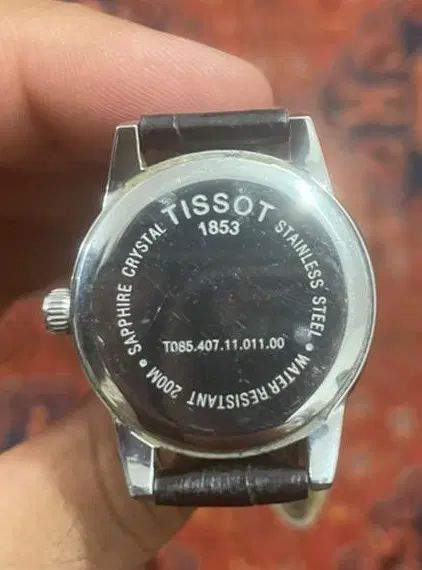 TISSOT
1853
STAINLESS STEEL • WATER RESISTANT 200M • SAPPHIRE CRYSTAL
T085.407.11.011.00